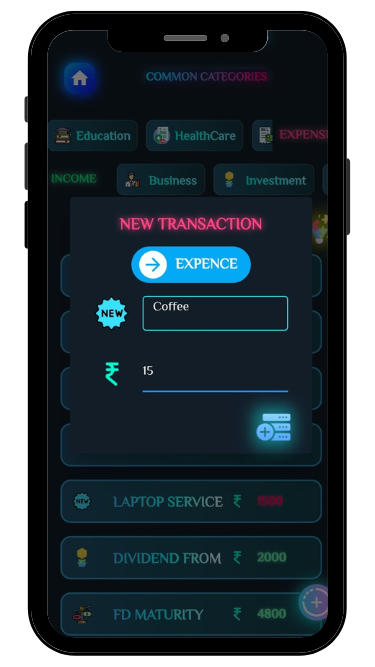 COMMON CATEGORIES
Education HealthCare EXPENS
INCOME Business Investment
NEW TRANSACTION
EXPENCE
NEW Coffee
₹ 15
NEW LAPTOP SERVICE ₹ 1500
DIVIDEND FROM ₹ 2000
FD MATURITY ₹ 4800